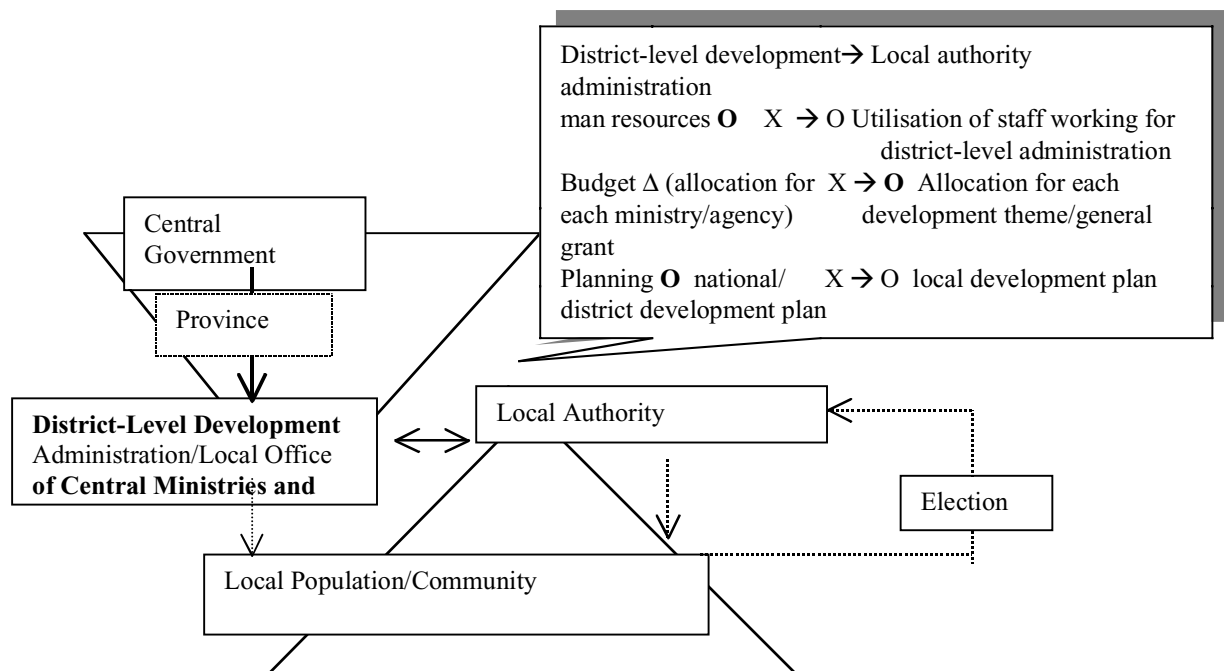 District-level development→ Local authority
administration
man resources O X → O Utilisation of staff working for
district-level administration
Budget Δ (allocation for X → O Allocation for each
each ministry/agency) development theme/general
grant
Planning O national/ X → O local development plan
district development plan
Central
Government
Province
District-Level Development
Administration/Local Office
of Central Ministries and
Local Authority
Election
Local Population/Community